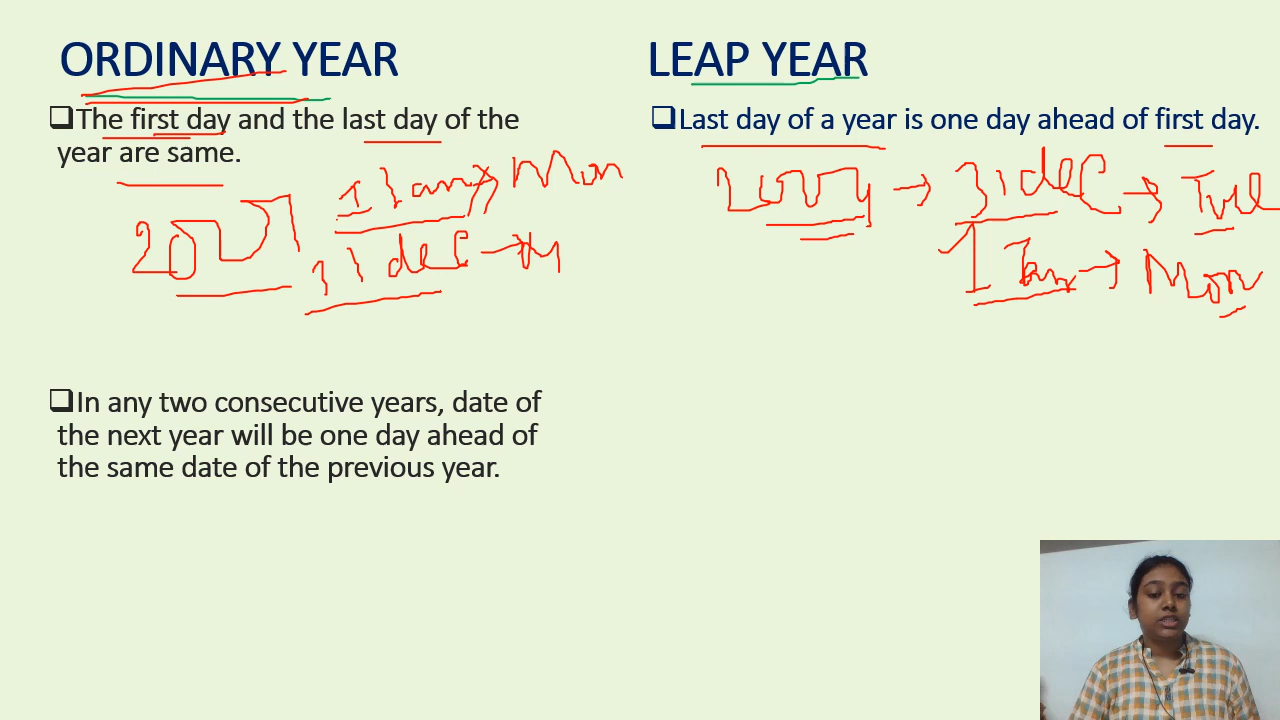 ORDINARY YEAR
❑The first day and the last day of the
year are same.
1 Jan → Mon
31 dec → M
LEAP YEAR
❑Last day of a year is one day ahead of first day.
→ 31 dec → Tue
1 Jan → Mon
❑In any two consecutive years, date of
the next year will be one day ahead of
the same date of the previous year.